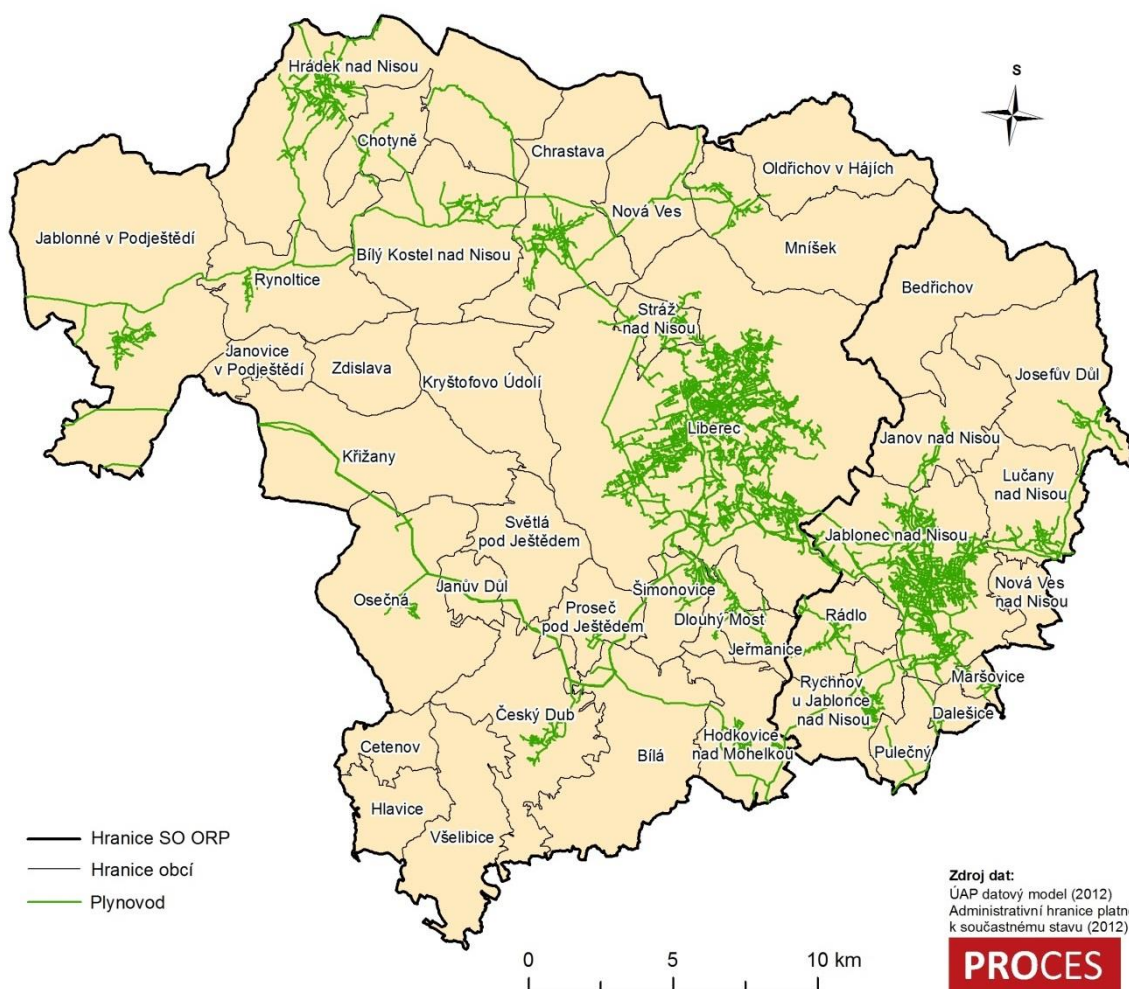 Hrádek nad Nisou
S
Chotyně
Chrastava
Oldřichov v Hájích
Nová Ves
Jablonné v Podještědí
Bílý Kostel nad Nisou
Mníšek
Rynoltice
Bedřichov
Stráž
nad Nisou
Janovice
v Podještědí
Zdislava
Kryštofovo Údolí
Josefův Důl
Liberec
Janov nad Nisou
Křižany
Lučany
nad Nisou
Světlá
pod Ještědem
Jablonec nad Nisou
Osečná
Janův Důl
Šimonovice
Nová Ves
nad Nisou
Proseč
pod Ještědem
Dlouhý Most
Rádlo
Jeřmanice
Maršovice
Rychnov
u Jablonce
nad Nisou
Dalešice
Český Dub
Hodkovice
nad Mohelkou
Cetenov
Bílá
Pulečný
Hlavice
Všelibice
Hranice SO ORP
Hranice obcí
Plynovod
Zdroj dat:
ÚAP datový model (2012)
Administrativní hranice platn
k součastnému stavu (2012)
0 5 10 km
PROCES